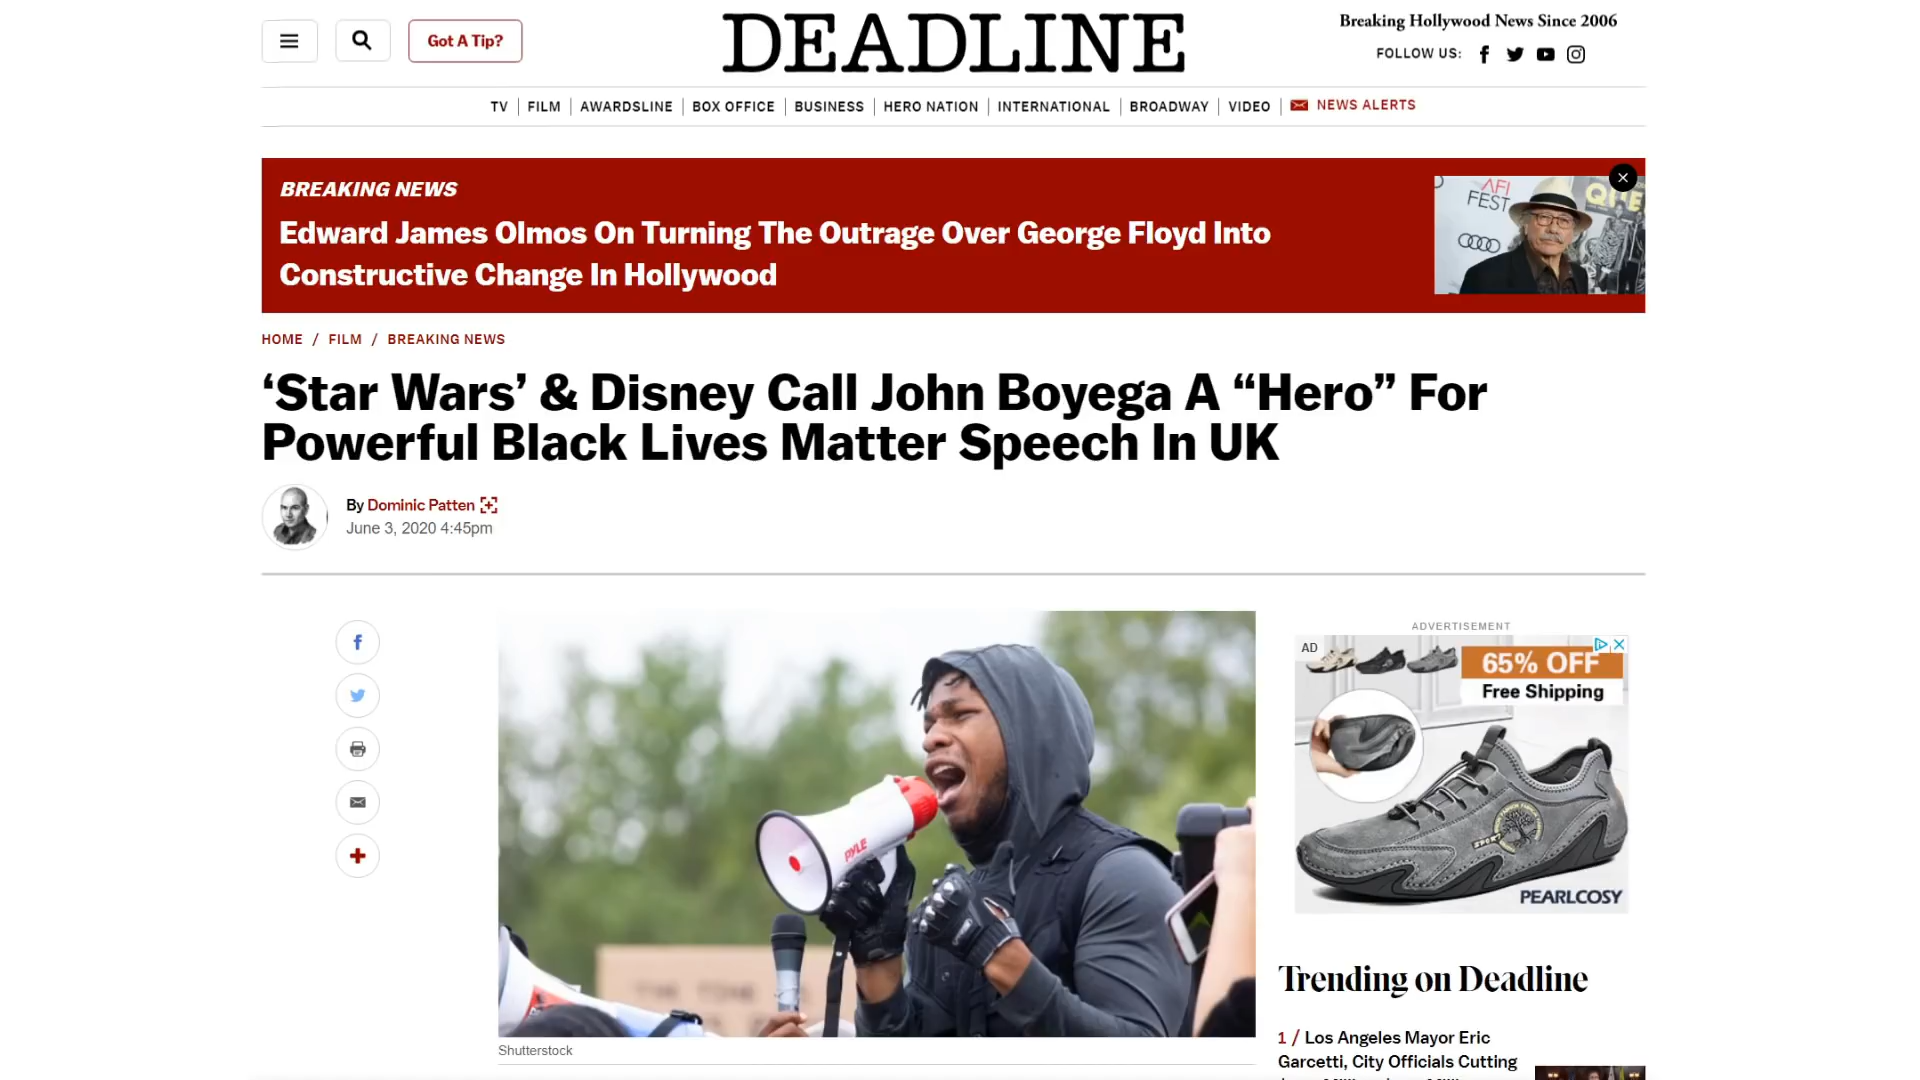 Got A Tip?
DEADLINE
Breaking Hollywood News Since 2006
FOLLOW US:
TV
FILM
AWARDSLINE
BOX OFFICE
BUSINESS
HERO NATION
INTERNATIONAL
BROADWAY
VIDEO
NEWS ALERTS
BREAKING NEWS
Edward James Olmos On Turning The Outrage Over George Floyd Into
Constructive Change In Hollywood
AFI
FEST
QUE
HOME / FILM / BREAKING NEWS
‘Star Wars’ & Disney Call John Boyega A “Hero” For
Powerful Black Lives Matter Speech In UK
By Dominic Patten
June 3, 2020 4:45pm
PYLE
Shutterstock
ADVERTISEMENT
AD
65% OFF
Free Shipping
PEARLCOSY
Trending on Deadline
1 / Los Angeles Mayor Eric
Garcetti, City Officials Cutting